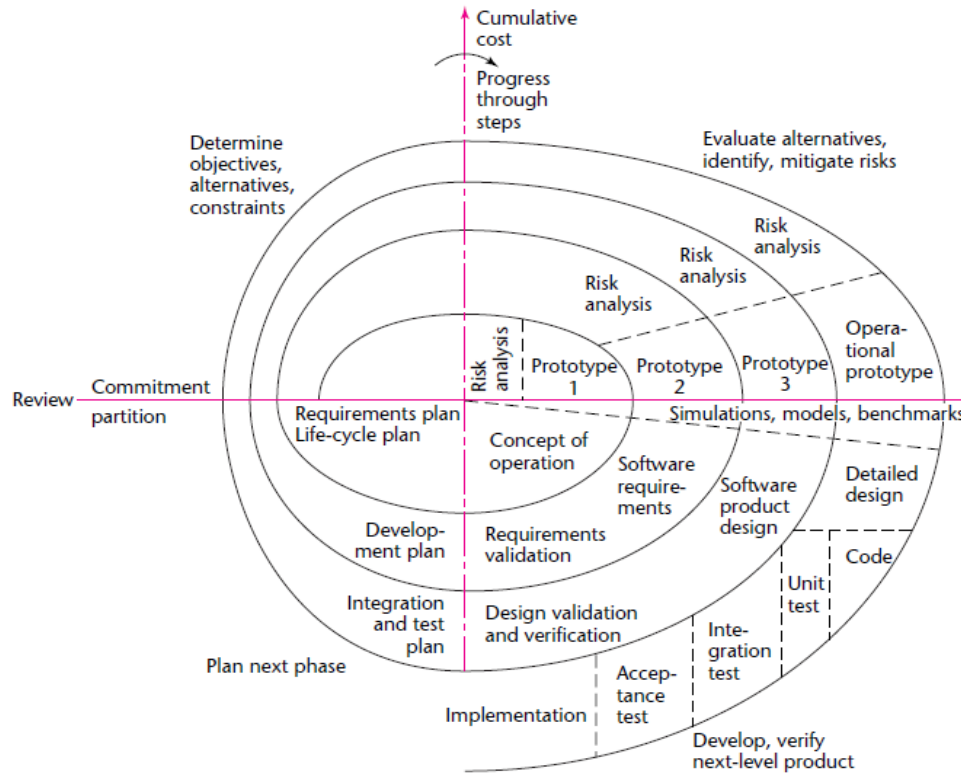 Cumulative
cost
Progress
through
steps
Determine
objectives,
alternatives,
constraints
Evaluate alternatives,
identify, mitigate risks
Risk
analysis
Risk
analysis
Risk
analysis
Risk
analysis
Prototype
1
Prototype
2
Prototype
3
Opera-
tional
prototype
Review
Commitment
partition
Requirements plan
Life-cycle plan
Simulations, models, benchmarks
Concept of
operation
Software
require-
ments
Software
product
design
Detailed
design
Develop-
ment plan
Requirements
validation
Code
Unit
test
Integration
and test
plan
Design validation
and verification
Inte-
gration
test
Plan next phase
Accep-
tance
test
Implementation
Develop, verify
next-level product